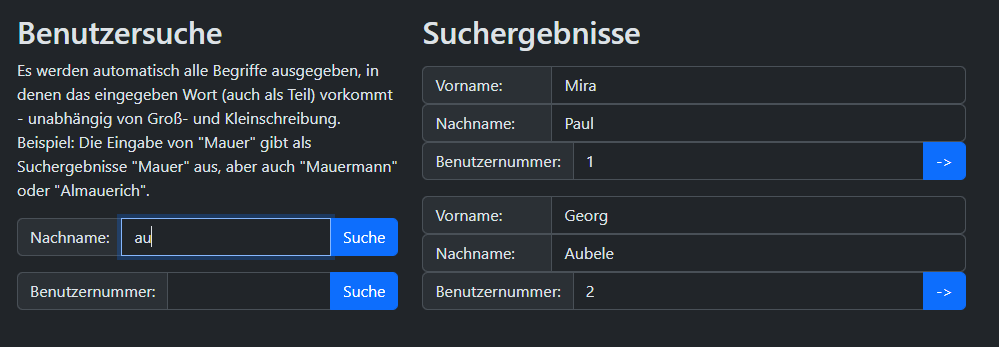 Benutzersuche
Es werden automatisch alle Begriffe ausgegeben, in
denen das eingegeben Wort (auch als Teil) vorkommt
- unabhängig von Groß- und Kleinschreibung.
Beispiel: Die Eingabe von "Mauer" gibt als
Suchergebnisse "Mauer" aus, aber auch "Mauermann"
oder "Almauerich".
Nachname: au Suche
Benutzernummer: Suche
Suchergebnisse
Vorname: Mira
Nachname: Paul
Benutzernummer: 1 ->
Vorname: Georg
Nachname: Aubele
Benutzernummer: 2 ->